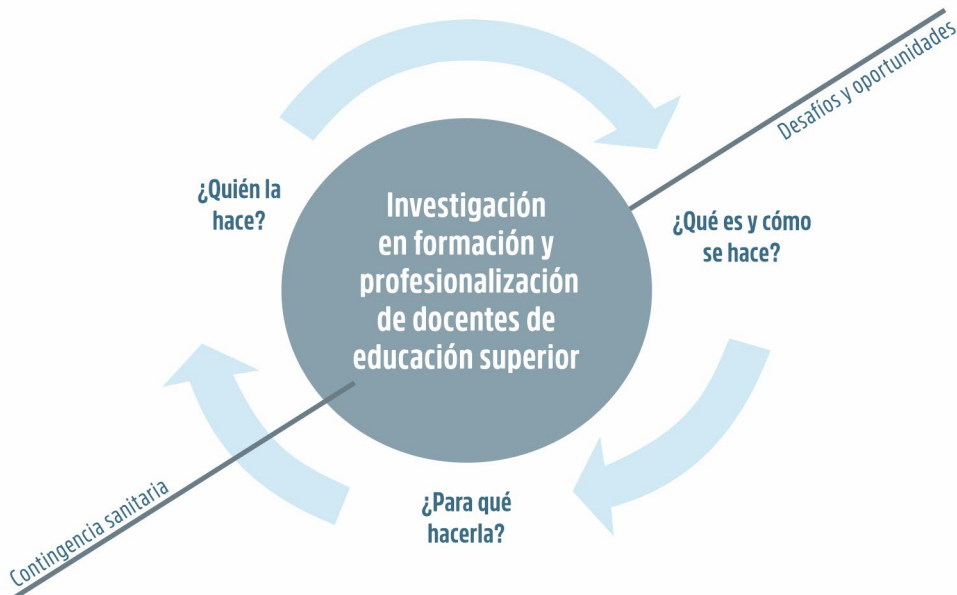 Desafíos y oportunidades
¿Quién la
hace?
Investigación
en formación y
profesionalización
de docentes de
educación superior
¿Qué es y cómo
se hace?
¿Para qué
hacerla?
Contingencia sanitaria